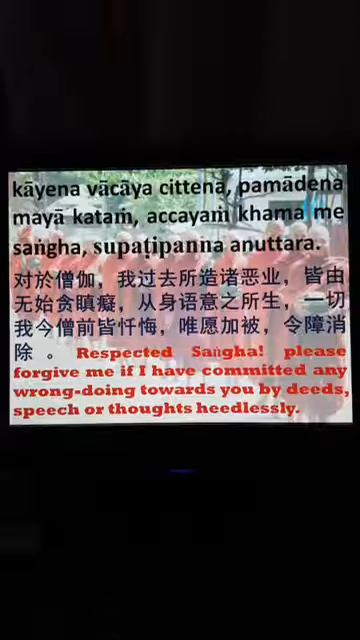 kāyena vācāya cittena, pamādena
mayā kataṁ, accayaṁ khama me
saṅgha, supaṭipanna anuttara.
对於僧伽，我过去所造诸恶业，皆由
无始贪瞋癡，从身语意之所生，一切
我今僧前皆忏悔，唯愿加被，令障消
除 。 Respected Saṅgha! please
forgive me if I have committed any
wrong-doing towards you by deeds,
speech or thoughts heedlessly.